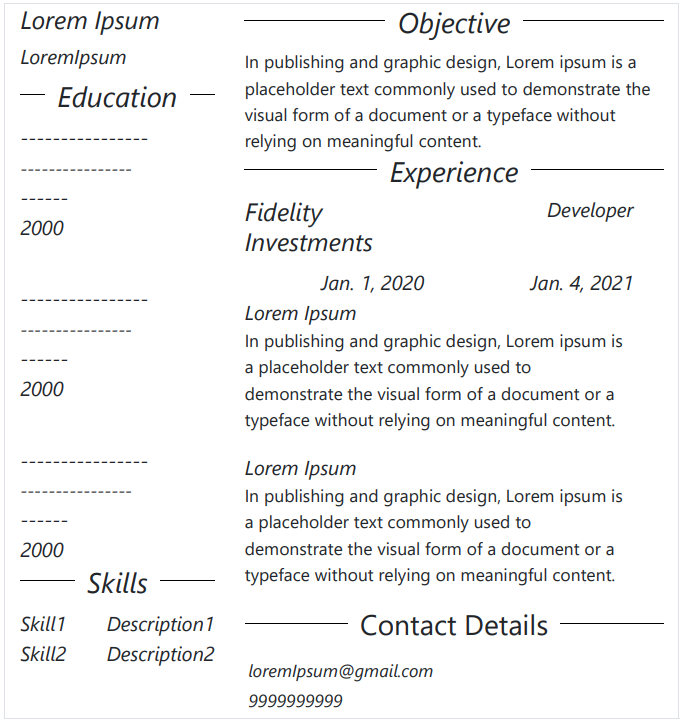 Lorem Ipsum
LoremIpsum
Education
----------------
----------------
------
2000
----------------
----------------
------
2000
----------------
----------------
------
2000
Skills
Skill1 Description1
Skill2 Description2
Objective
In publishing and graphic design, Lorem ipsum is a
placeholder text commonly used to demonstrate the
visual form of a document or a typeface without
relying on meaningful content.
Experience
Fidelity
Investments
Developer
Jan. 1, 2020 Jan. 4, 2021
Lorem Ipsum
In publishing and graphic design, Lorem ipsum is
a placeholder text commonly used to
demonstrate the visual form of a document or a
typeface without relying on meaningful content.
Lorem Ipsum
In publishing and graphic design, Lorem ipsum is
a placeholder text commonly used to
demonstrate the visual form of a document or a
typeface without relying on meaningful content.
Contact Details
loremIpsum@gmail.com
9999999999